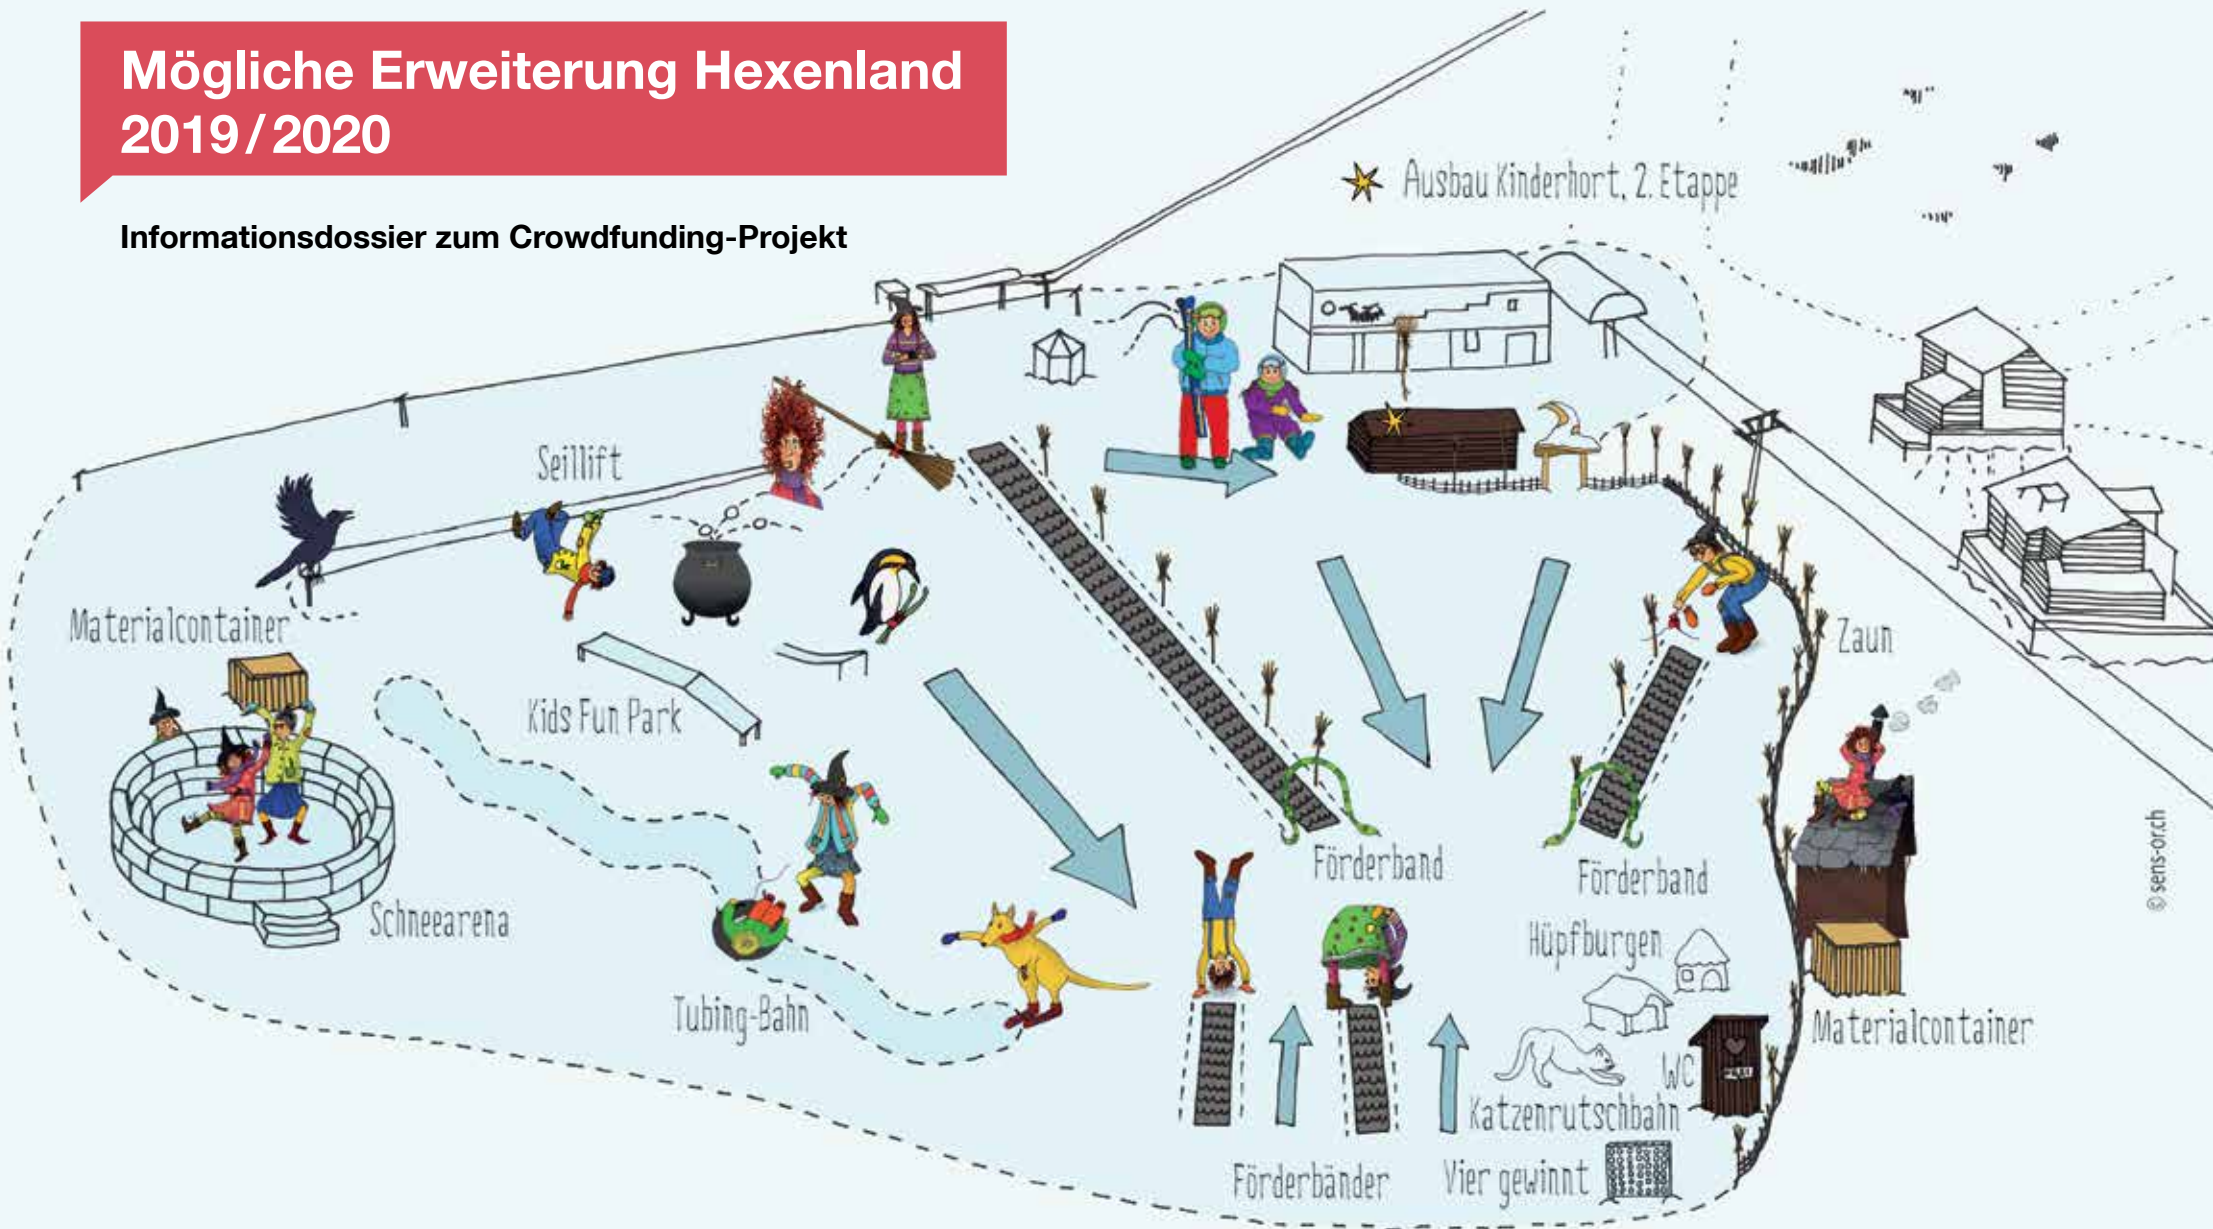 Mögliche Erweiterung Hexenland
2019/2020
Informationsdossier zum Crowdfunding-Projekt
Ausbau Kinderhort, 2. Etappe
Seillift
Materialcontainer
Zaun
Kids Fun Park
Förderband
Förderband
Schneearena
Hüpfburgen
Tubing-Bahn
Materialcontainer
WC
Katzenrutschbahn
Förderbänder
Vier gewinnt
© sens-or.ch